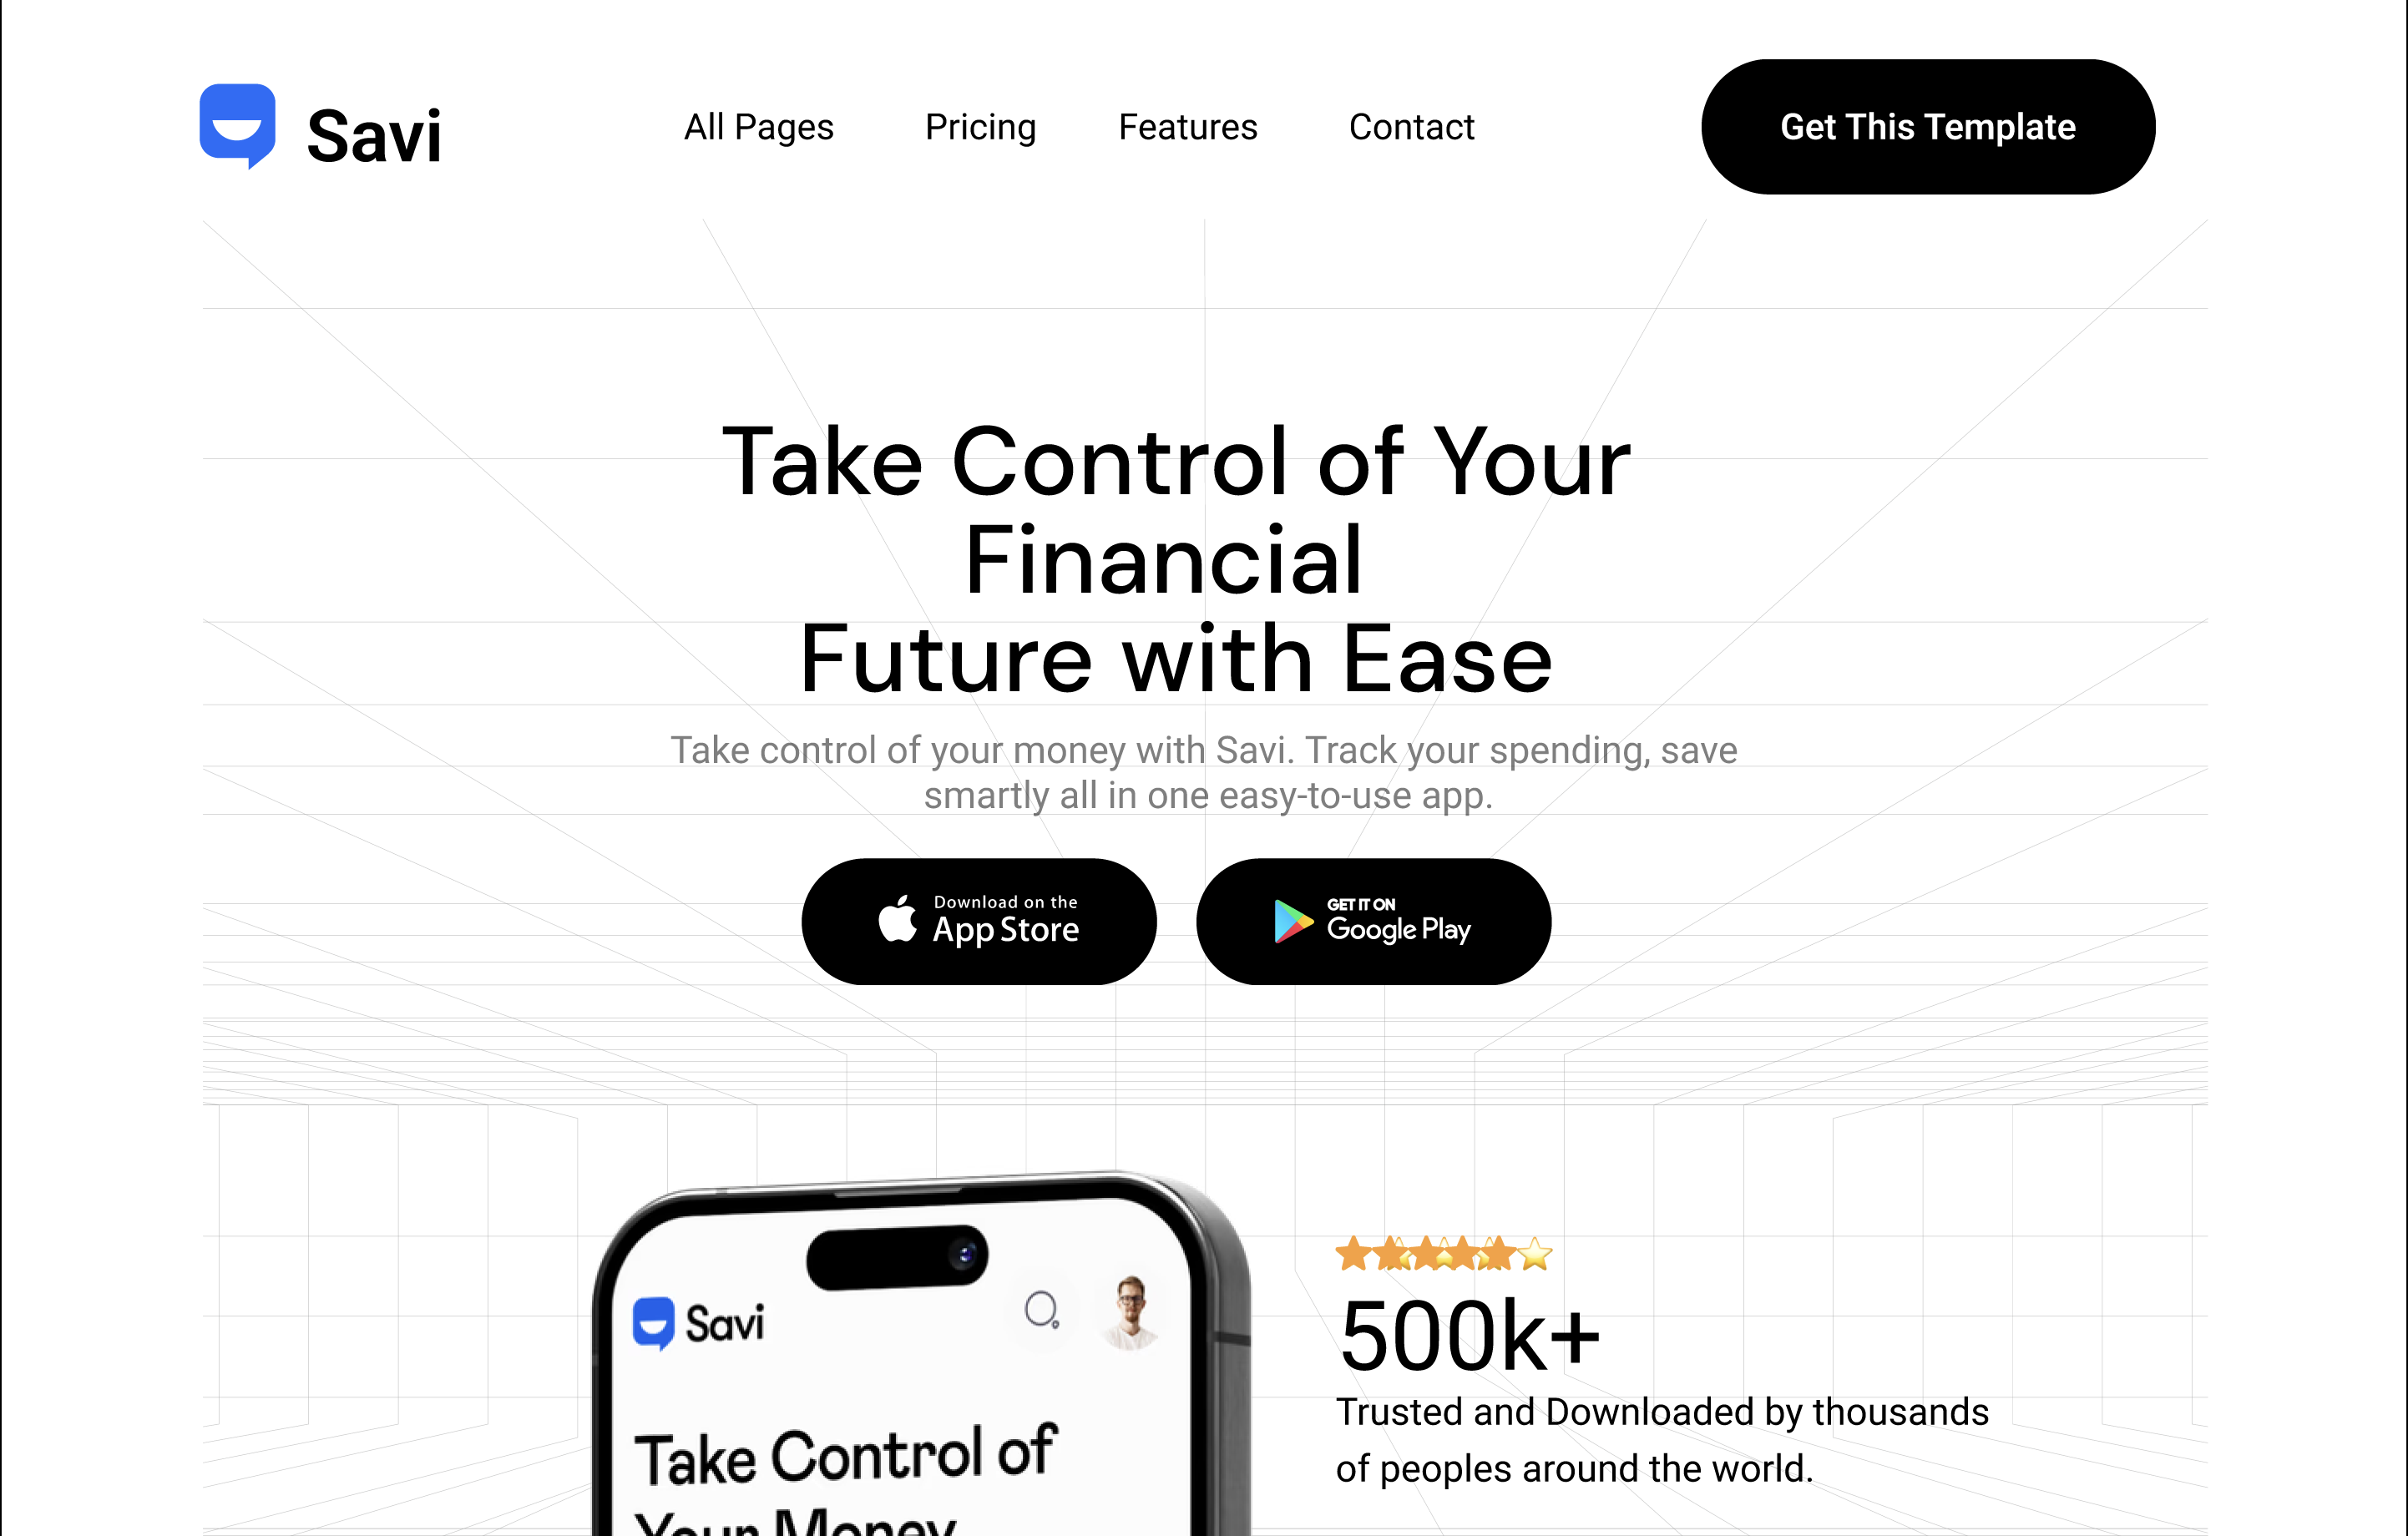 Savi
All Pages
Pricing
Features
Contact
Get This Template
Take Control of Your
Financial
Future with Ease
Take control of your money with Savi. Track your spending, save
smartly all in one easy-to-use app.
Download on the
App Store
GET IT ON
Google Play
Savi
Take Control of
Your Money
500k+
Trusted and Downloaded by thousands
of peoples around the world.